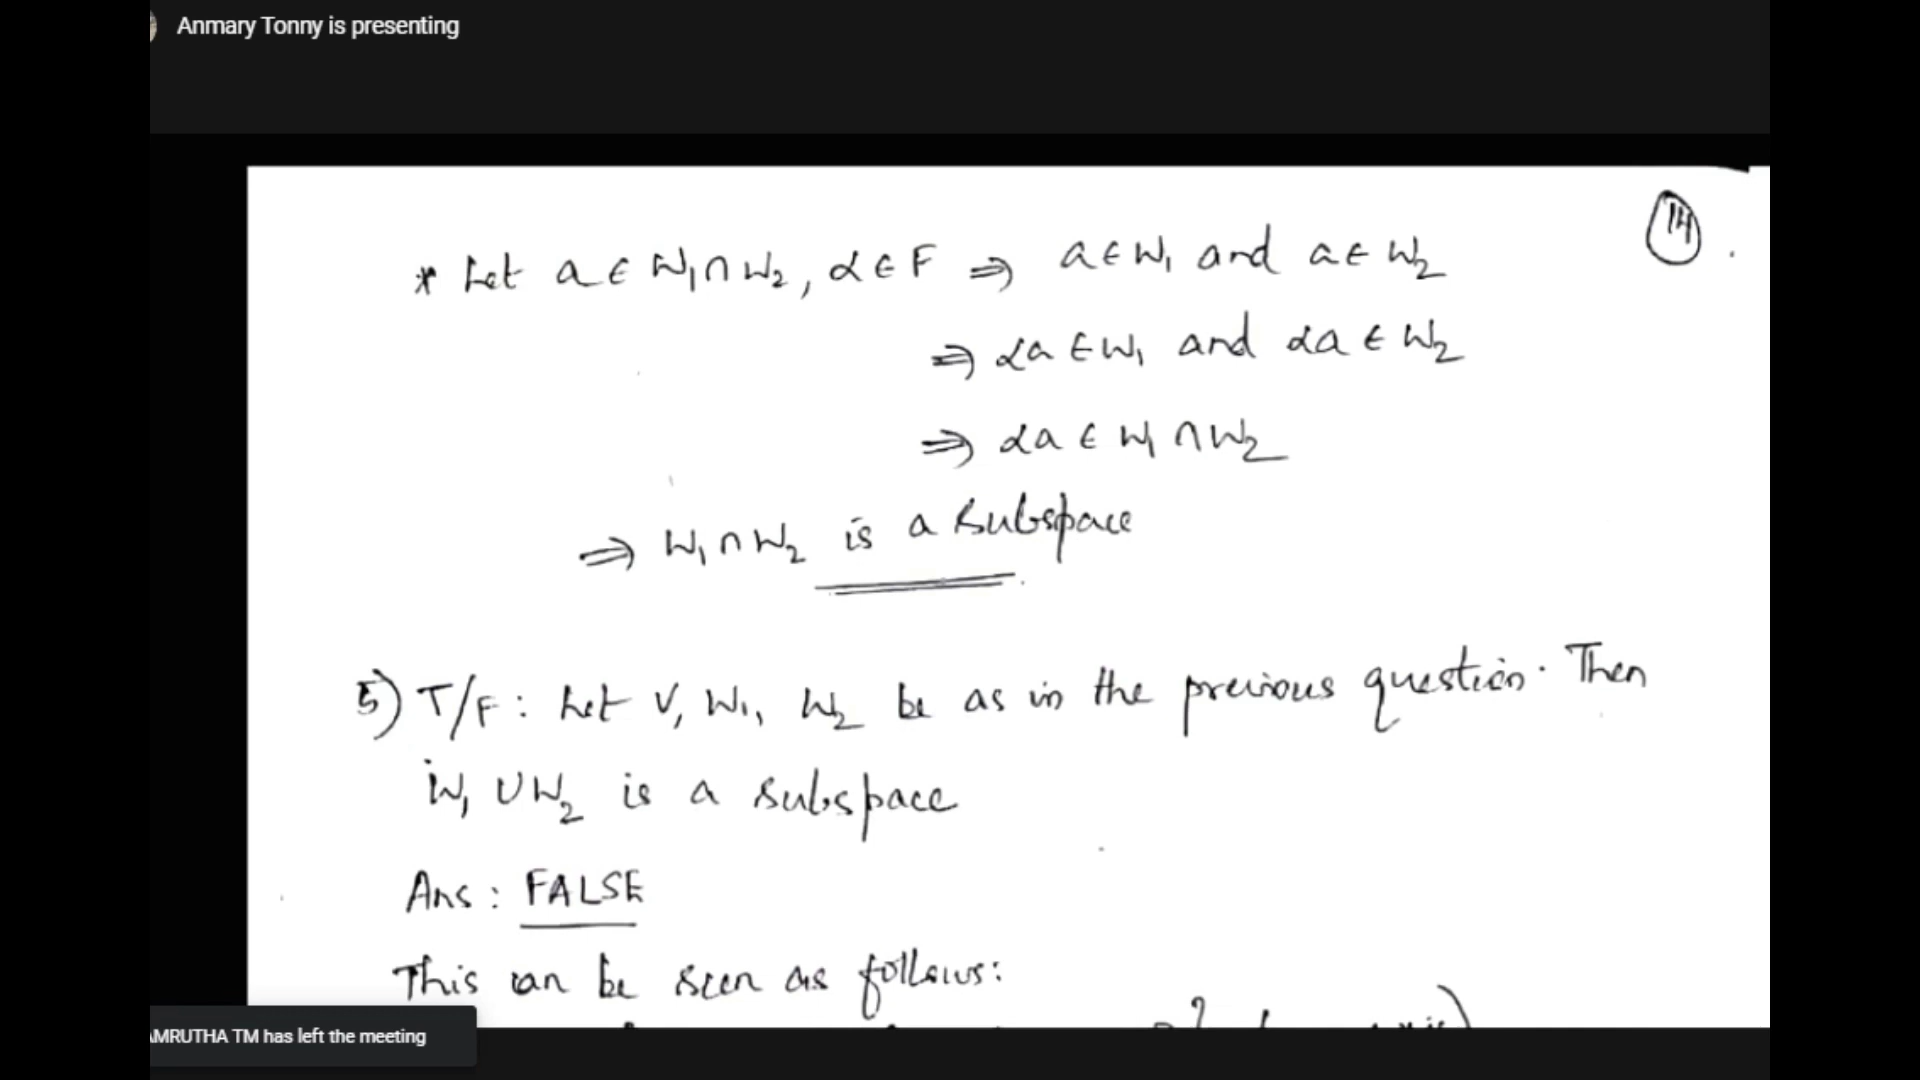 Anmary Tonny is presenting
14
* Let a ∈ W₁∩W₂, α∈F ⇒ a∈W₁ and a∈W₂
⇒ αa∈W₁ and αa∈W₂
⇒ αa∈W₁∩W₂
⇒ W₁∩W₂ is a subspace
5) T/F: Let V, W₁, W₂ be as in the previous question. Then
W₁∪W₂ is a subspace
Ans: FALSE
This can be seen as follows:
AMRUTHA TM has left the meeting